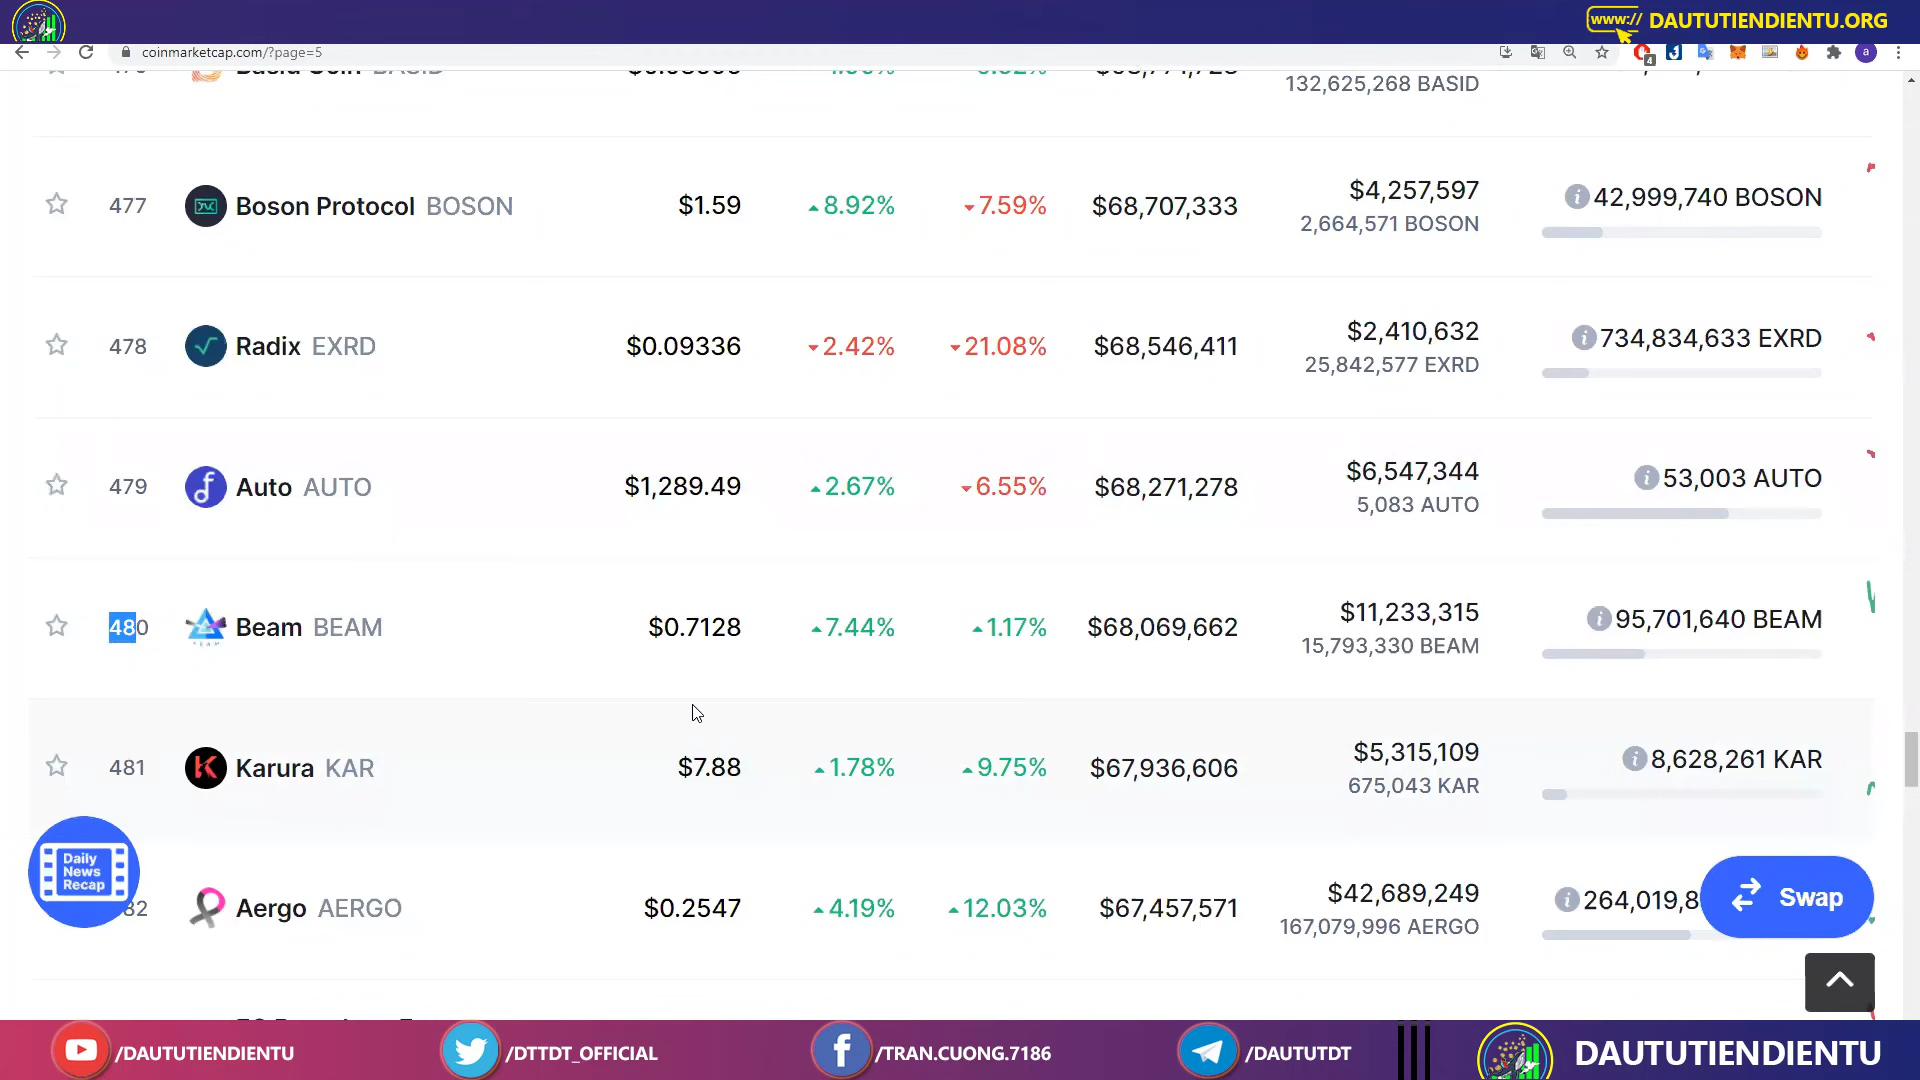 www:// DAUTUTIENDIENTU.ORG
coinmarketcap.com/?page=5
4
a
132,625,268 BASID
477 Boson Protocol BOSON $1.59 8.92% 7.59% $68,707,333 $4,257,597 42,999,740 BOSON
2,664,571 BOSON
478 Radix EXRD $0.09336 2.42% 21.08% $68,546,411 $2,410,632 734,834,633 EXRD
25,842,577 EXRD
479 Auto AUTO $1,289.49 2.67% 6.55% $68,271,278 $6,547,344 53,003 AUTO
5,083 AUTO
480 Beam BEAM $0.7128 7.44% 1.17% $68,069,662 $11,233,315 95,701,640 BEAM
15,793,330 BEAM
481 Karura KAR $7.88 1.78% 9.75% $67,936,606 $5,315,109 8,628,261 KAR
675,043 KAR
Daily
News
Recap
82 Aergo AERGO $0.2547 4.19% 12.03% $67,457,571 $42,689,249 264,019,8
167,079,996 AERGO
Swap
/DAUTUTIENDIENTU /DTTDT_OFFICIAL /TRAN.CUONG.7186 /DAUTUTDT DAUTUTIENDIENTU